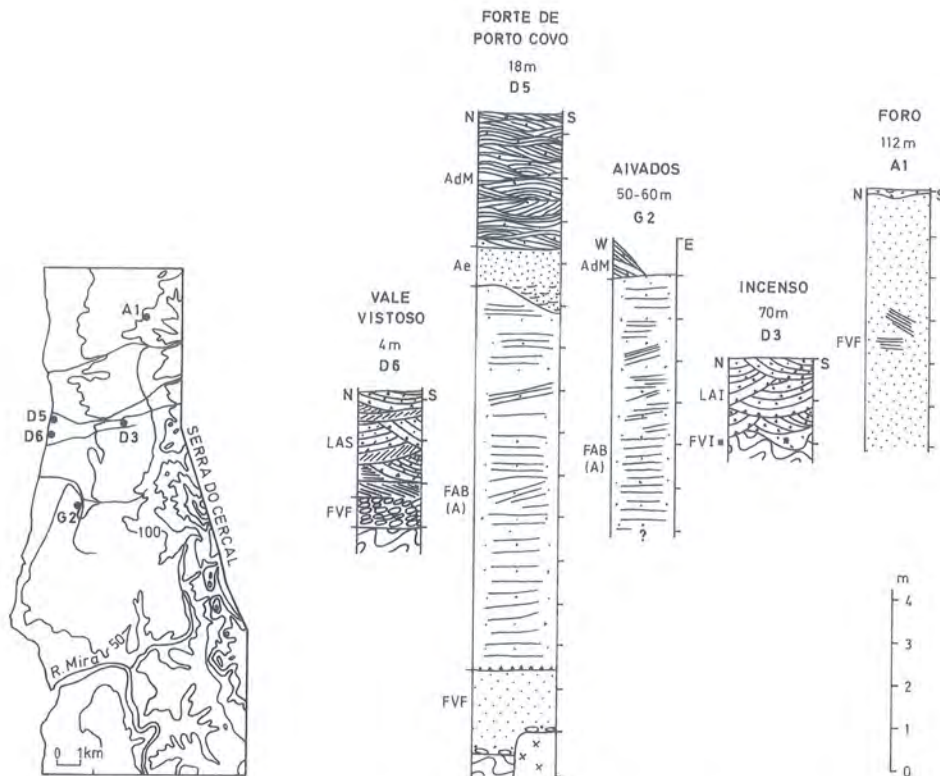 FORTE DE
PORTO COVO
18m
D5
N S
AdM
Ae
FAB
(A)
FVF
VALE
VISTOSO
4m
D6
N S
LAS
FVF
AIVADOS
50-60m
G2
W E
AdM
FAB
(A)
?
INCENSO
70m
D3
N S
LAI
FVI
FORO
112m
A1
N S
FVF
m
4
3
2
1
0
A1
D5
D6
D3
G2
SERRA DO CERCAL
100
50
R. Mira
0 1km